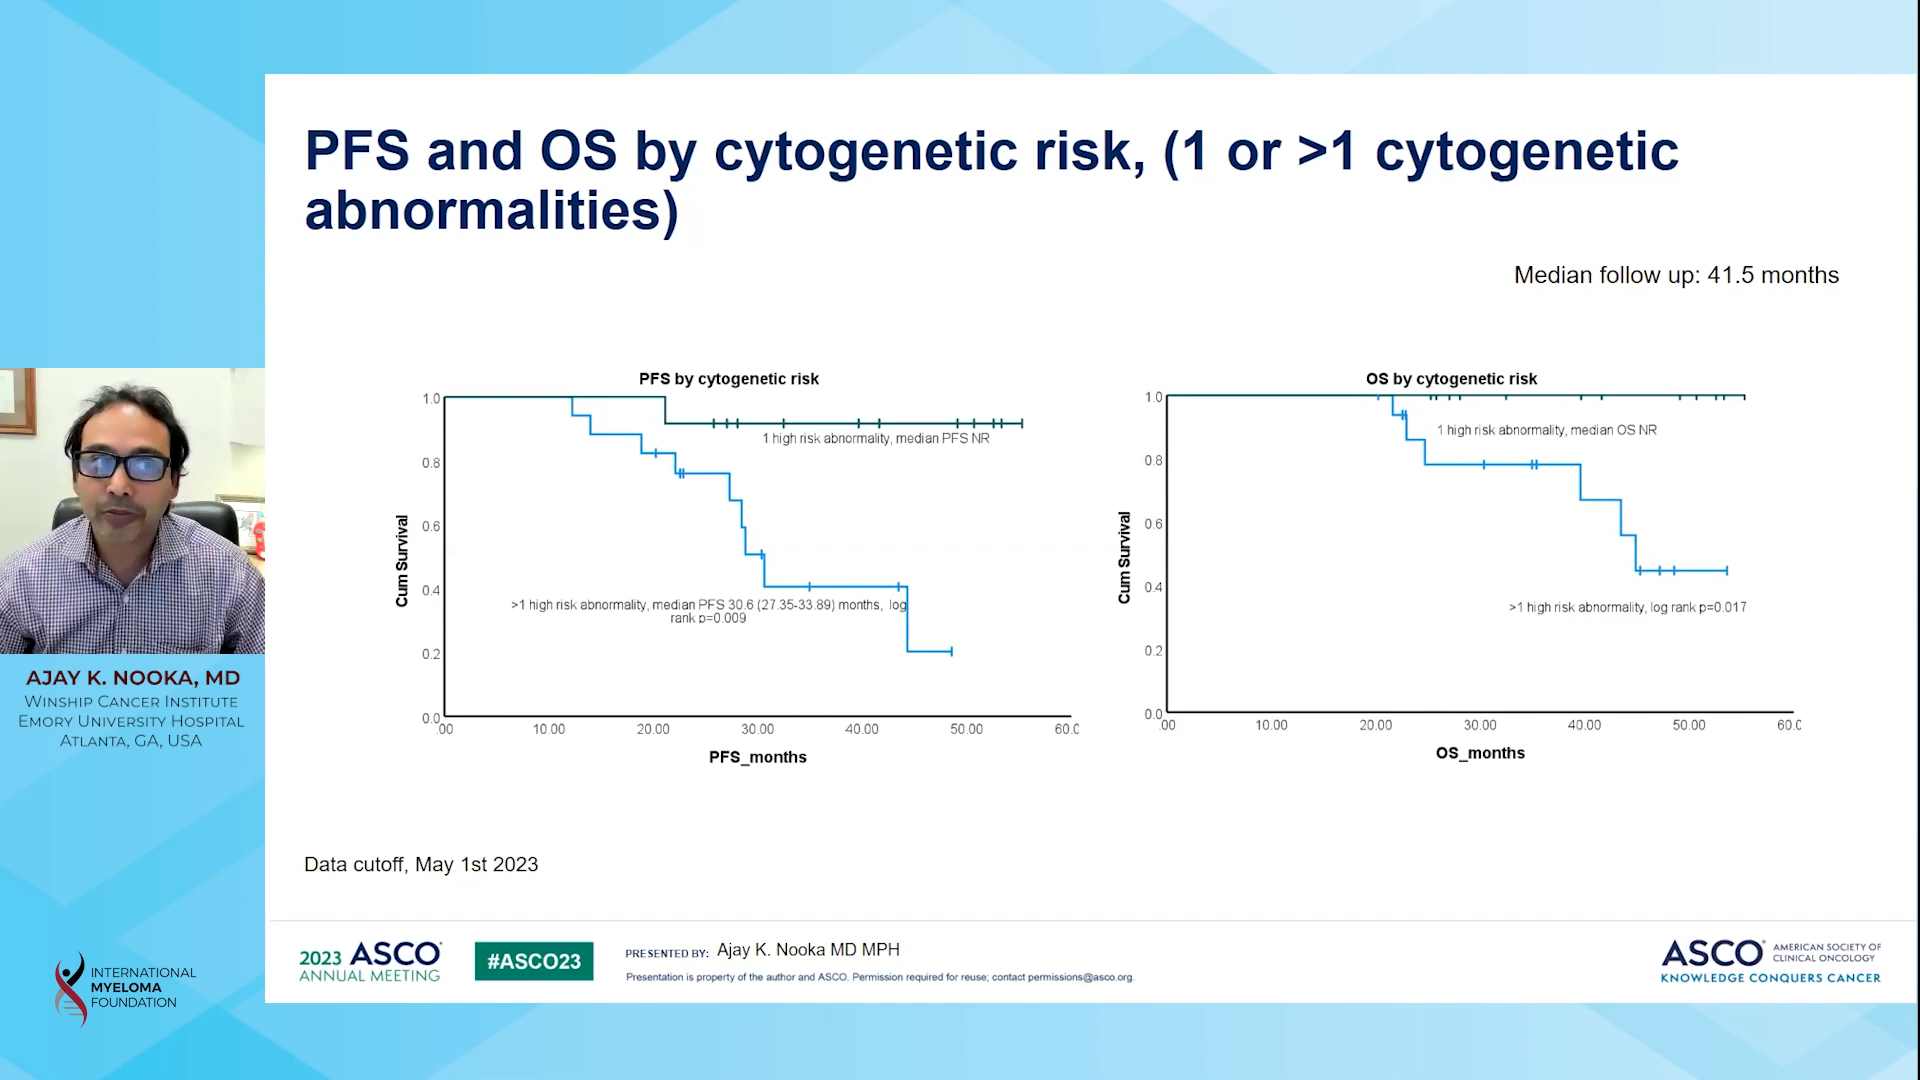 PFS and OS by cytogenetic risk, (1 or >1 cytogenetic
abnormalities)
Median follow up: 41.5 months
PFS by cytogenetic risk
1.0
0.8
0.6
0.4
0.2
0.0
Cum Survival
1 high risk abnormality, median PFS NR
>1 high risk abnormality, median PFS 30.6 (27.35-33.89) months, log
rank p=0.009
.00 10.00 20.00 30.00 40.00 50.00 60.0
PFS_months
OS by cytogenetic risk
1.0
0.8
0.6
0.4
0.2
0.0
Cum Survival
1 high risk abnormality, median OS NR
>1 high risk abnormality, log rank p=0.017
.00 10.00 20.00 30.00 40.00 50.00 60.0
OS_months
AJAY K. NOOKA, MD
WINSHIP CANCER INSTITUTE
EMORY UNIVERSITY HOSPITAL
ATLANTA, GA, USA
Data cutoff, May 1st 2023
INTERNATIONAL
MYELOMA
FOUNDATION
2023 ASCO
ANNUAL MEETING
#ASCO23
PRESENTED BY: Ajay K. Nooka MD MPH
Presentation is property of the author and ASCO. Permission required for reuse; contact permissions@asco.org.
ASCO AMERICAN SOCIETY OF
CLINICAL ONCOLOGY
KNOWLEDGE CONQUERS CANCER